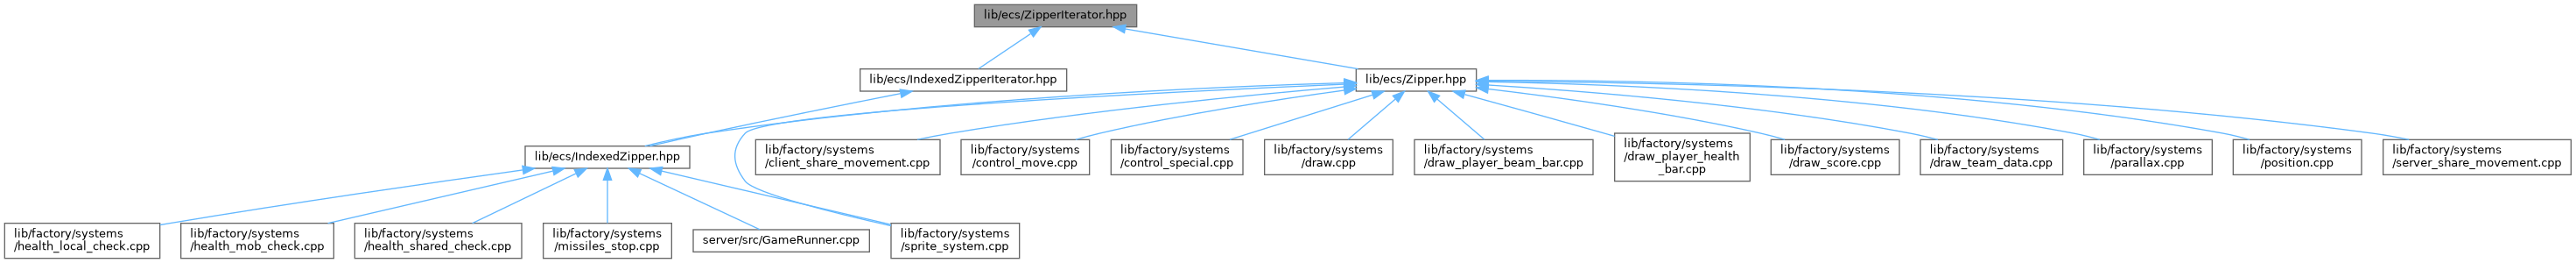 lib/ecs/ZipperIterator.hpp
lib/ecs/IndexedZipperIterator.hpp
lib/ecs/Zipper.hpp
lib/ecs/IndexedZipper.hpp
lib/factory/systems
/client_share_movement.cpp
lib/factory/systems
/control_move.cpp
lib/factory/systems
/control_special.cpp
lib/factory/systems
/draw.cpp
lib/factory/systems
/draw_player_beam_bar.cpp
lib/factory/systems
/draw_player_health
_bar.cpp
lib/factory/systems
/draw_score.cpp
lib/factory/systems
/draw_team_data.cpp
lib/factory/systems
/parallax.cpp
lib/factory/systems
/position.cpp
lib/factory/systems
/server_share_movement.cpp
lib/factory/systems
/health_local_check.cpp
lib/factory/systems
/health_mob_check.cpp
lib/factory/systems
/health_shared_check.cpp
lib/factory/systems
/missiles_stop.cpp
server/src/GameRunner.cpp
lib/factory/systems
/sprite_system.cpp